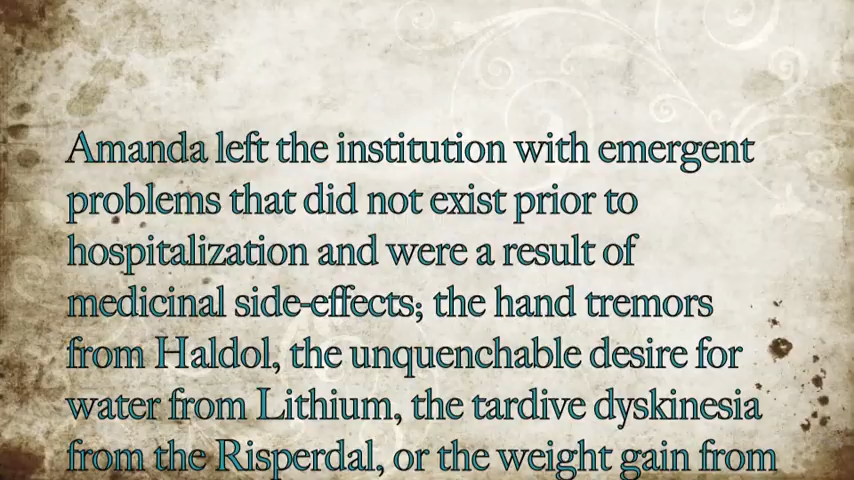 Amanda left the institution with emergent
problems that did not exist prior to
hospitalization and were a result of
medicinal side-effects; the hand tremors
from Haldol, the unquenchable desire for
water from Lithium, the tardive dyskinesia
from the Risperdal, or the weight gain from